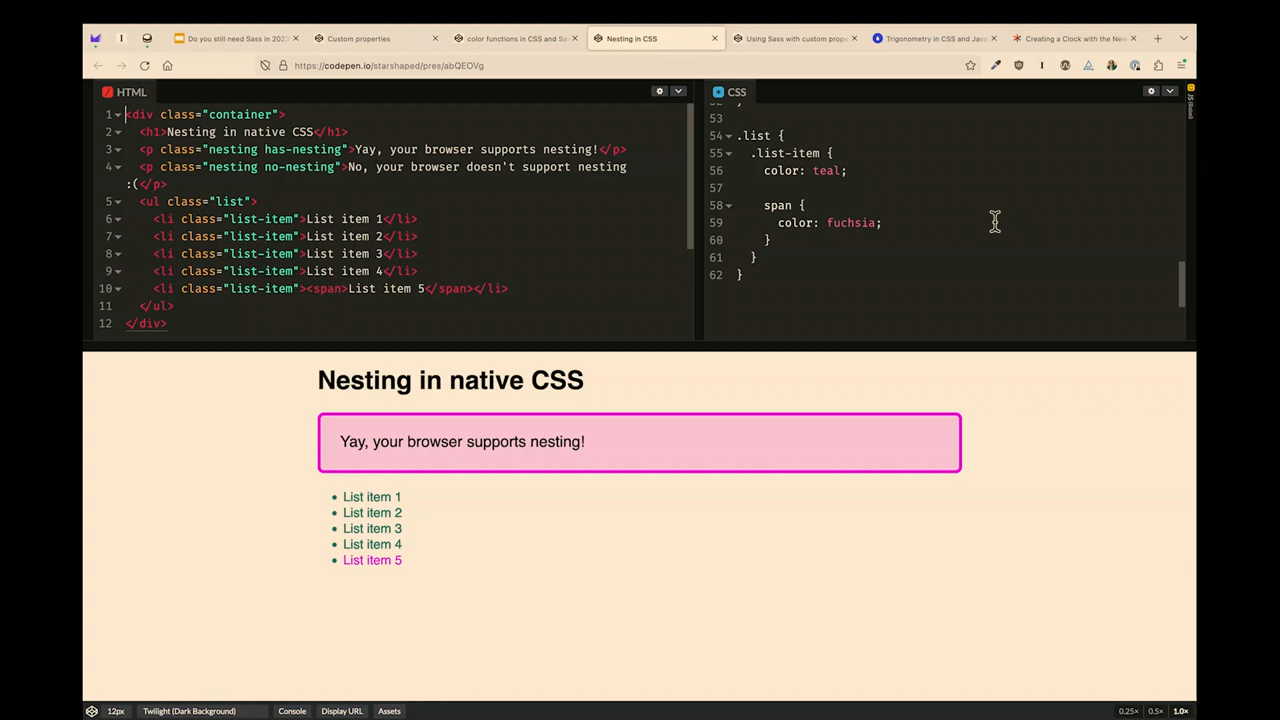 Do you still need Sass in 2023
Custom properties
color functions in CSS and Sa
Nesting in CSS
Using Sass with custom prope
Trigonometry in CSS and Java
Creating a Clock with the New
https://codepen.io/starshaped/pres/abQEOVg
HTML
1 <div class="container">
2 <h1>Nesting in native CSS</h1>
3 <p class="nesting has-nesting">Yay, your browser supports nesting!</p>
4 <p class="nesting no-nesting">No, your browser doesn't support nesting
:(</p>
5 <ul class="list">
6 <li class="list-item">List item 1</li>
7 <li class="list-item">List item 2</li>
8 <li class="list-item">List item 3</li>
9 <li class="list-item">List item 4</li>
10 <li class="list-item"><span>List item 5</span></li>
11 </ul>
12 </div>
CSS
52 }
53
54 .list {
55 .list-item {
56 color: teal;
57
58 span {
59 color: fuchsia;
60 }
61 }
62 }
JS (Babel)
Nesting in native CSS
Yay, your browser supports nesting!
• List item 1
• List item 2
• List item 3
• List item 4
• List item 5
12px
Twilight (Dark Background)
Console
Display URL
Assets
0.25×
0.5×
1.0×